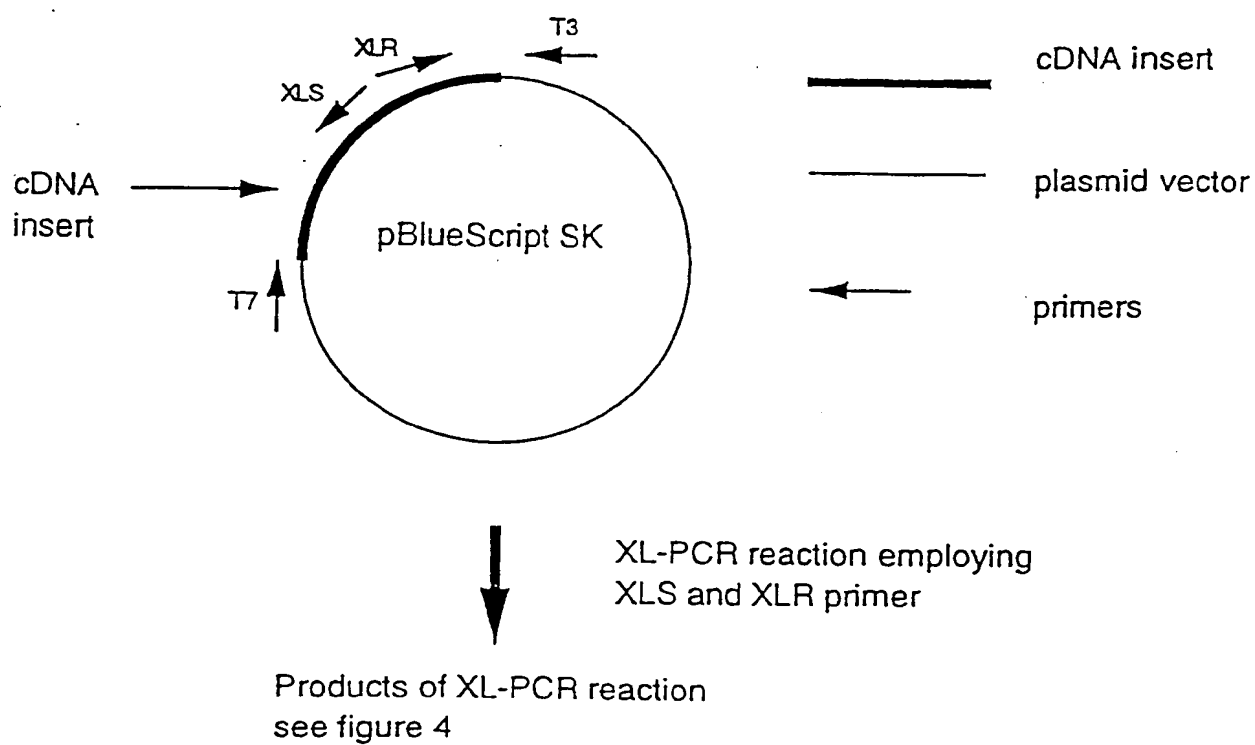 XLR
T3
XLS
cDNA insert
cDNA
insert
plasmid vector
pBlueScript SK
T7
primers
XL-PCR reaction employing
XLS and XLR primer
Products of XL-PCR reaction
see figure 4